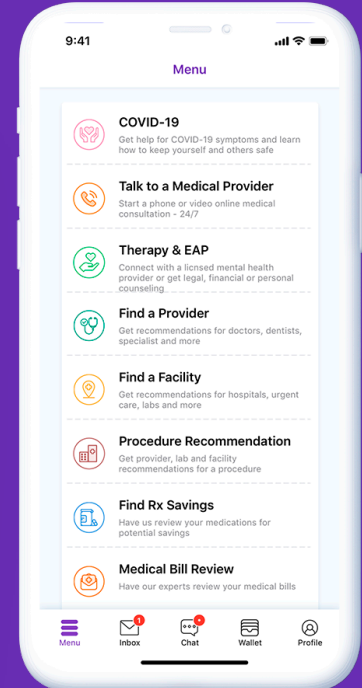 9:41
Menu
COVID-19
Get help for COVID-19 symptoms and learn
how to keep yourself and others safe
Talk to a Medical Provider
Start a phone or video online medical
consultation - 24/7
Therapy & EAP
Connect with a licnsed mental health
provider or get legal, financial or personal
counseling
Find a Provider
Get recommendations for doctors, dentists,
specialist and more
Find a Facility
Get recommendations for hospitals, urgent
care, labs and more
Procedure Recommendation
Get provider, lab and facility
recommendations for a procedure
Find Rx Savings
Have us review your medications for
potential savings
Medical Bill Review
Have our experts review your medical bills
1
Menu Inbox Chat Wallet Profile